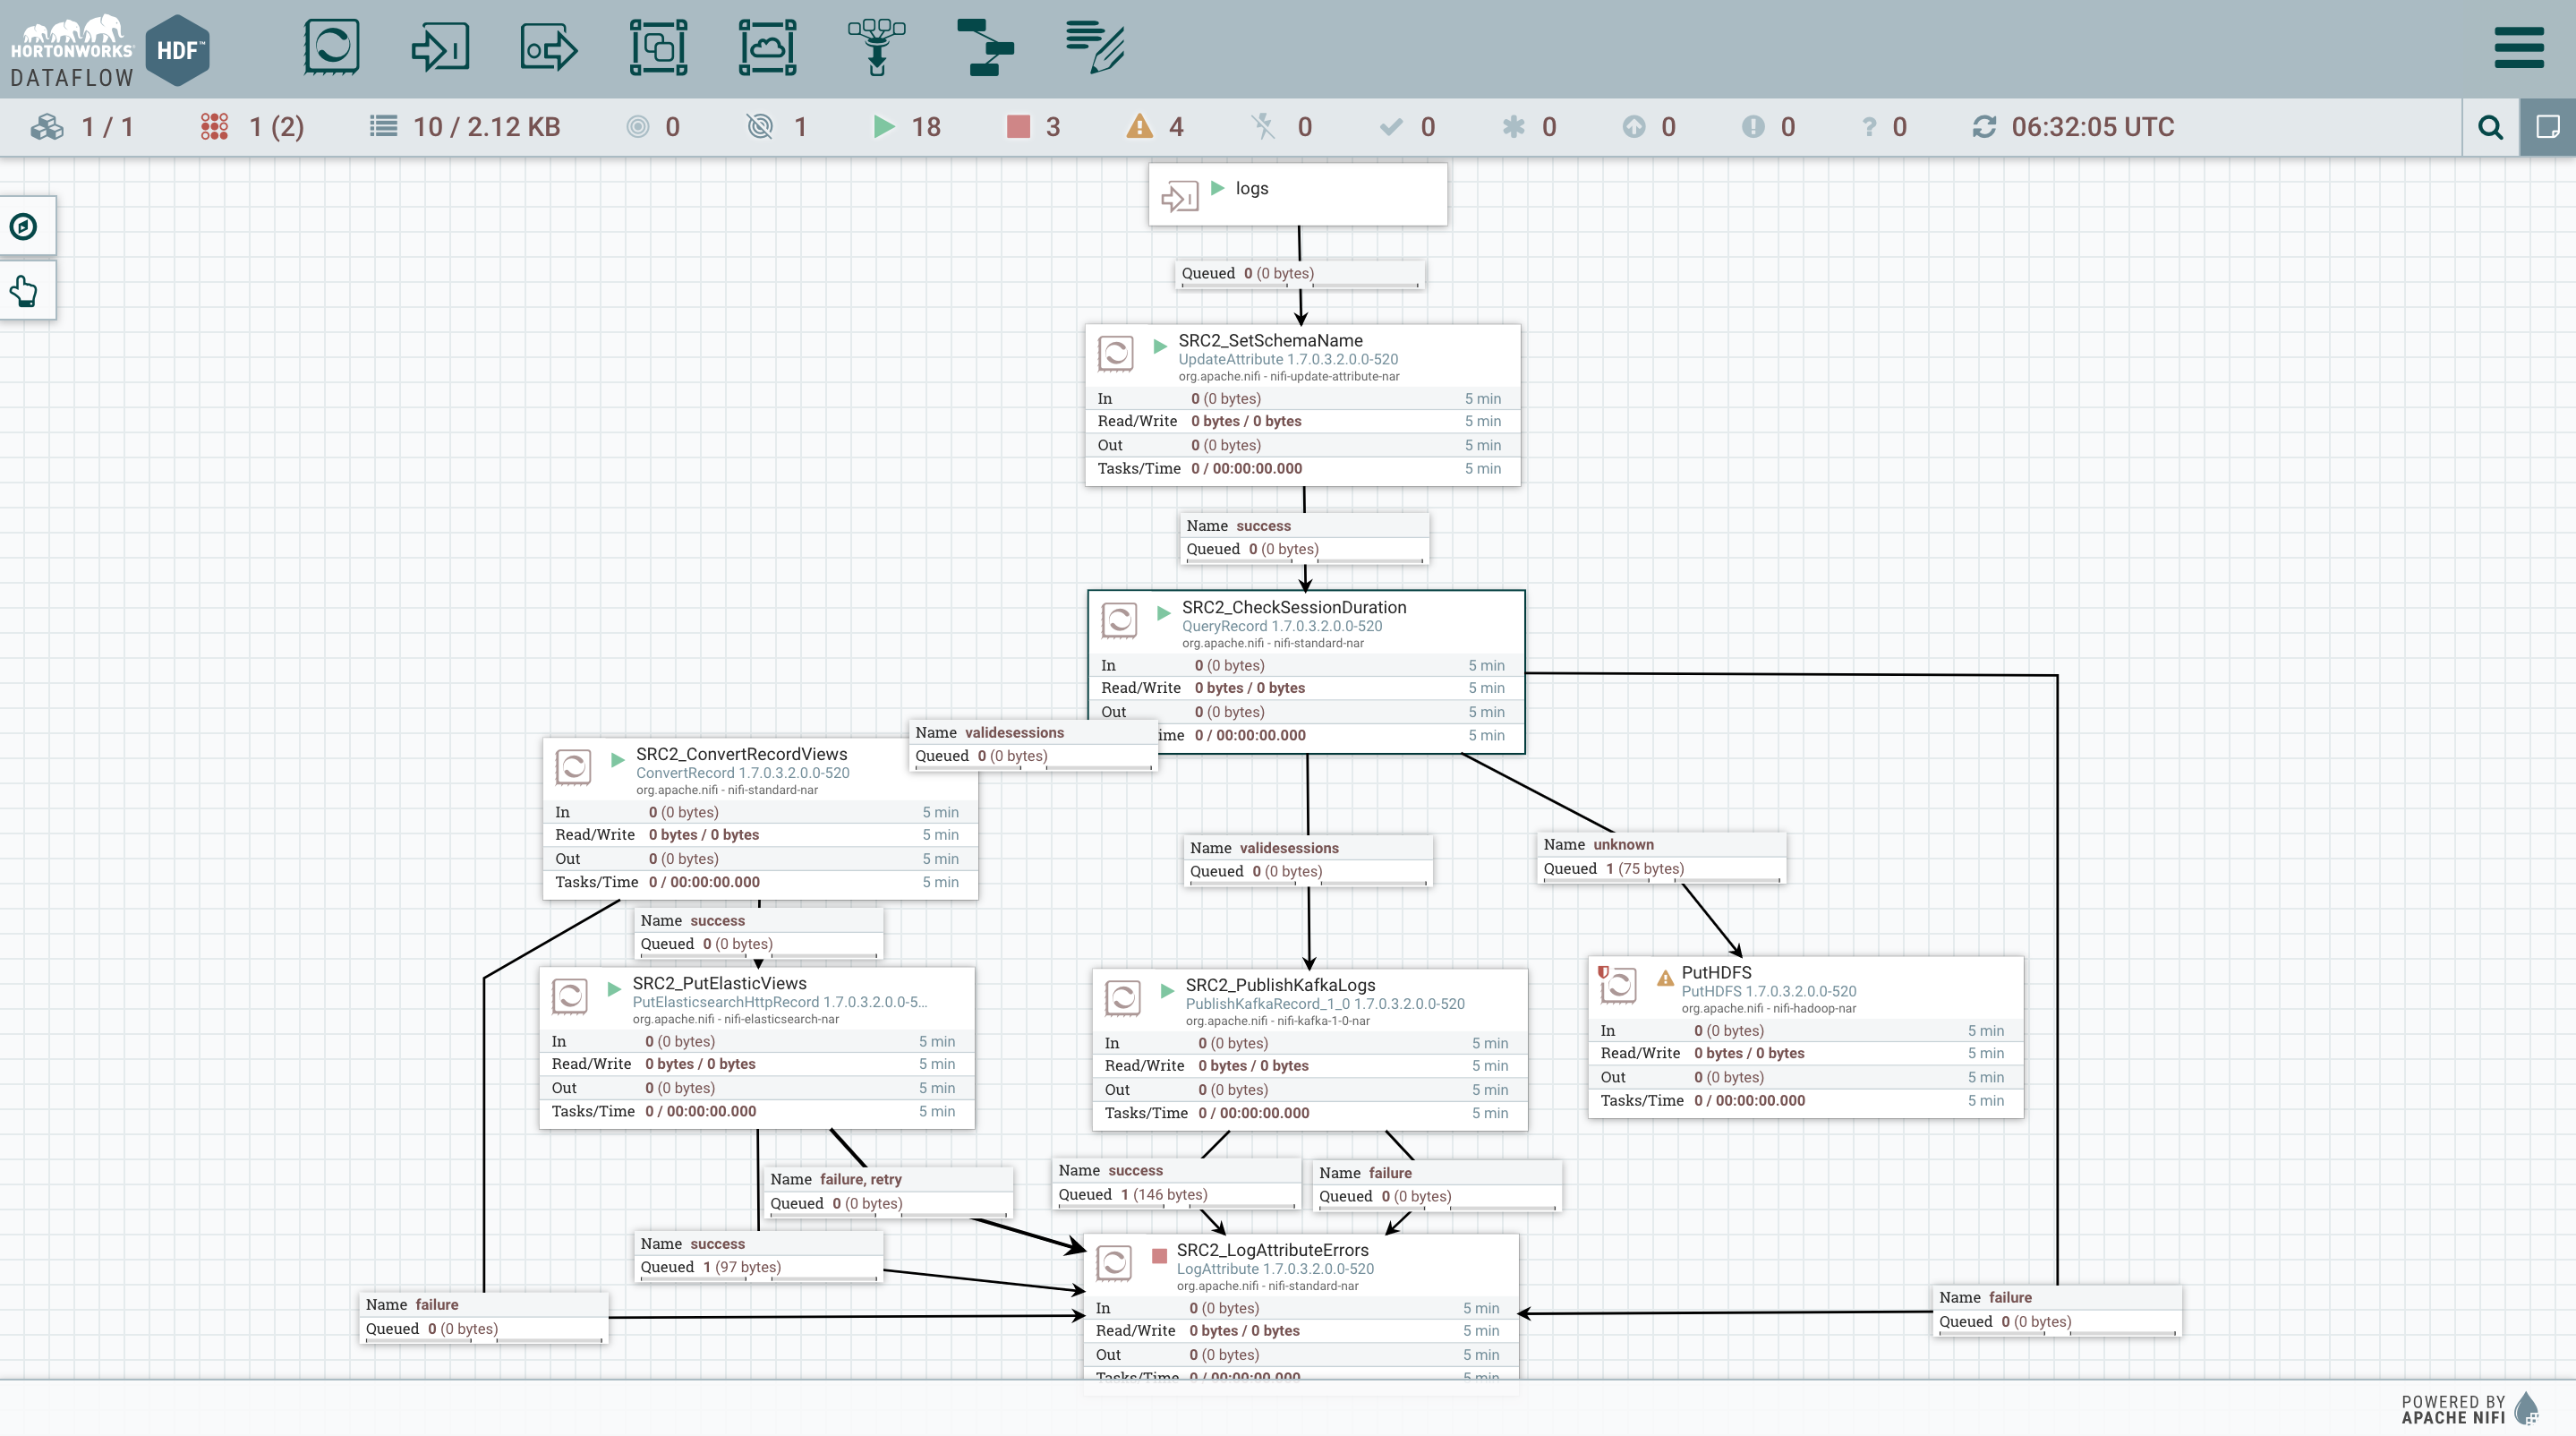 HORTONWORKS
HDF™
DATAFLOW
1 / 1
1 (2)
10 / 2.12 KB
0
1
18
3
4
0
0
0
0
0
? 0
06:32:05 UTC
logs
Queued 0 (0 bytes)
SRC2_SetSchemaName
UpdateAttribute 1.7.0.3.2.0.0-520
org.apache.nifi - nifi-update-attribute-nar
In 0 (0 bytes) 5 min
Read/Write 0 bytes / 0 bytes 5 min
Out 0 (0 bytes) 5 min
Tasks/Time 0 / 00:00:00.000 5 min
Name success
Queued 0 (0 bytes)
SRC2_CheckSessionDuration
QueryRecord 1.7.0.3.2.0.0-520
org.apache.nifi - nifi-standard-nar
In 0 (0 bytes) 5 min
Read/Write 0 bytes / 0 bytes 5 min
Out 0 (0 bytes) 5 min
ime 0 / 00:00:00.000 5 min
Name validesessions
Queued 0 (0 bytes)
SRC2_ConvertRecordViews
ConvertRecord 1.7.0.3.2.0.0-520
org.apache.nifi - nifi-standard-nar
In 0 (0 bytes) 5 min
Read/Write 0 bytes / 0 bytes 5 min
Out 0 (0 bytes) 5 min
Tasks/Time 0 / 00:00:00.000 5 min
Name validesessions
Queued 0 (0 bytes)
Name unknown
Queued 1 (75 bytes)
Name success
Queued 0 (0 bytes)
SRC2_PutElasticViews
PutElasticsearchHttpRecord 1.7.0.3.2.0.0-5...
org.apache.nifi - nifi-elasticsearch-nar
In 0 (0 bytes) 5 min
Read/Write 0 bytes / 0 bytes 5 min
Out 0 (0 bytes) 5 min
Tasks/Time 0 / 00:00:00.000 5 min
SRC2_PublishKafkaLogs
PublishKafkaRecord_1_0 1.7.0.3.2.0.0-520
org.apache.nifi - nifi-kafka-1-0-nar
In 0 (0 bytes) 5 min
Read/Write 0 bytes / 0 bytes 5 min
Out 0 (0 bytes) 5 min
Tasks/Time 0 / 00:00:00.000 5 min
PutHDFS
PutHDFS 1.7.0.3.2.0.0-520
org.apache.nifi - nifi-hadoop-nar
In 0 (0 bytes) 5 min
Read/Write 0 bytes / 0 bytes 5 min
Out 0 (0 bytes) 5 min
Tasks/Time 0 / 00:00:00.000 5 min
Name failure, retry
Queued 0 (0 bytes)
Name success
Queued 1 (146 bytes)
Name failure
Queued 0 (0 bytes)
Name success
Queued 1 (97 bytes)
Name failure
Queued 0 (0 bytes)
SRC2_LogAttributeErrors
LogAttribute 1.7.0.3.2.0.0-520
org.apache.nifi - nifi-standard-nar
In 0 (0 bytes) 5 min
Read/Write 0 bytes / 0 bytes 5 min
Out 0 (0 bytes) 5 min
Tasks/Time 0 / 00:00:00.000 5 min
Name failure
Queued 0 (0 bytes)
POWERED BY
APACHE NIFI